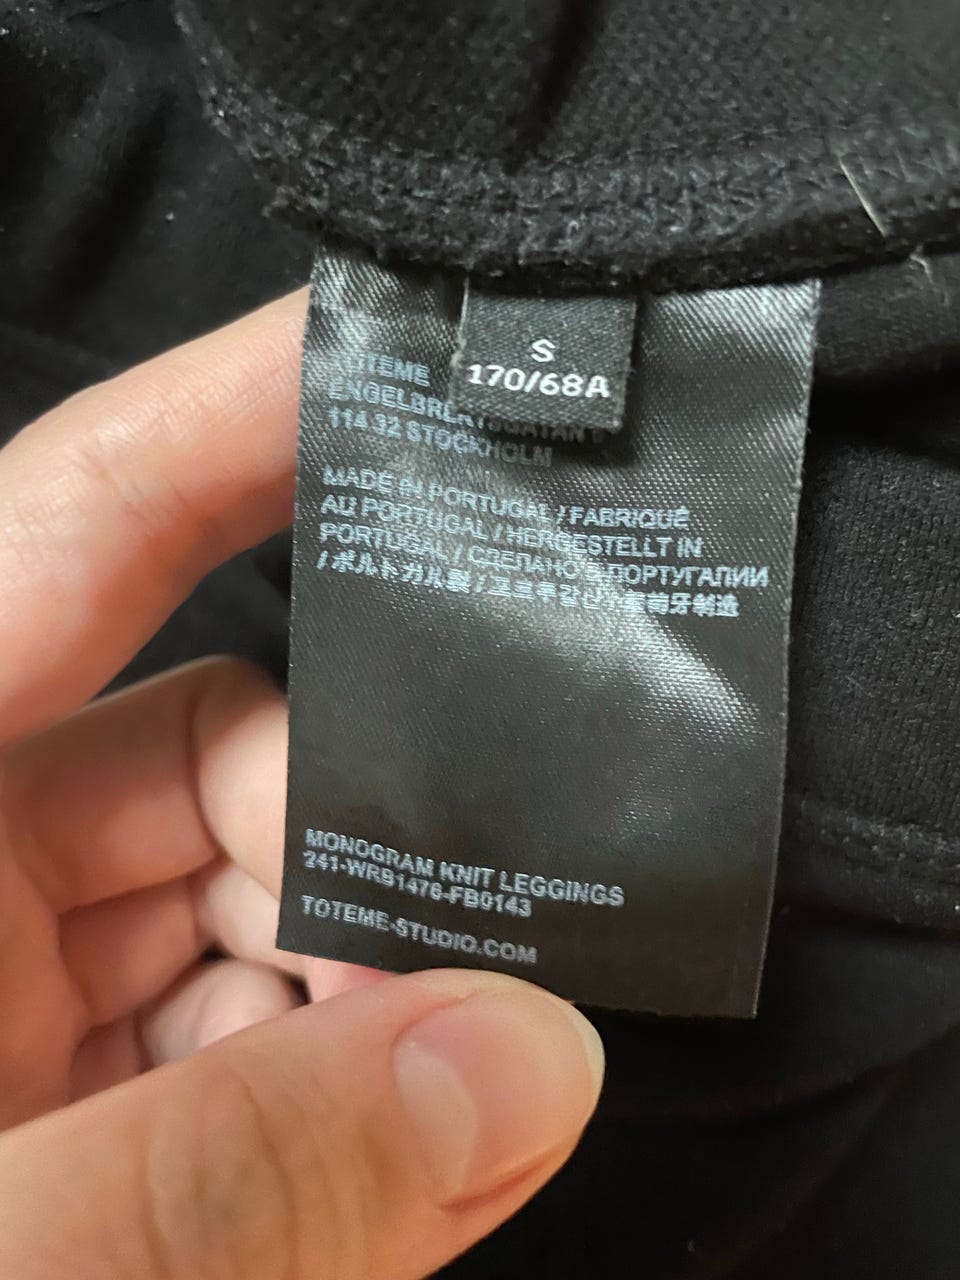 S
170/68A
TOTEME
ENGELBREKTSGATAN
114 32 STOCKHOLM
MADE IN PORTUGAL / FABRIQUÉ
AU PORTUGAL / HERGESTELLT IN
PORTUGAL / СДЕЛАНО В ПОРТУГАЛИИ
/ ポルトガル製 / 포르투갈산 / 葡萄牙制造
MONOGRAM KNIT LEGGINGS
241-WRB1476-FB0143
TOTEME-STUDIO.COM